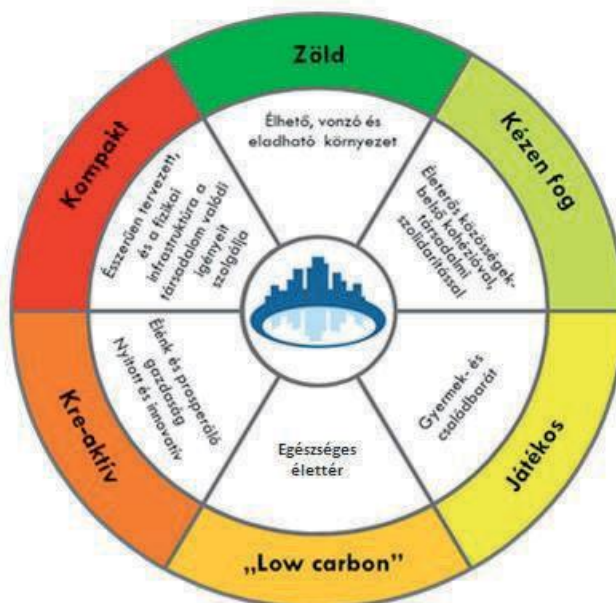 Zöld
Élhető, vonzó és
eladható környezet
Kézen fog
Életerős közösségek-
belső kohézióval,
társadalmi
szolidaritással
Játékos
Gyermek- és
családbarát
„Low carbon”
Egészséges
élettér
Kre-aktív
Élénk és prosperáló
gazdaság
Nyitott és innovatív
Kompakt
Ésszerűen tervezett,
és a fizikai
infrastruktúra a
társadalom valódi
igényeit
szolgálja